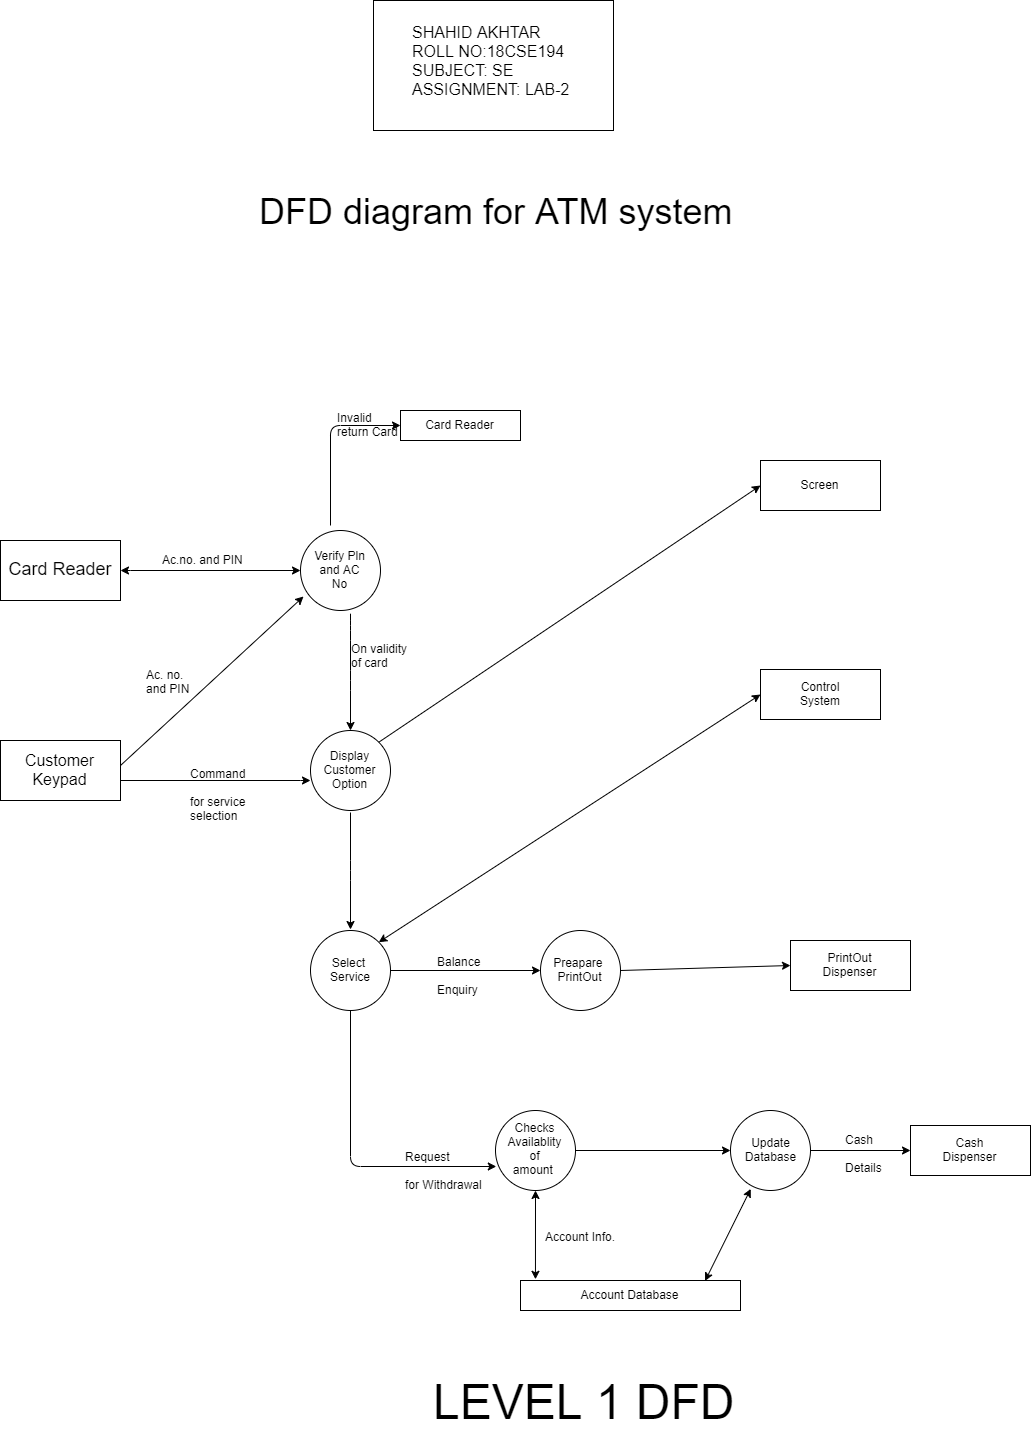 SHAHID AKHTAR
ROLL NO:18CSE194
SUBJECT: SE
ASSIGNMENT: LAB-2
DFD diagram for ATM system
Invalid
return Card
Card Reader
Screen
Card Reader
Ac.no. and PIN
Verify PIn
and AC
No
On validity
of card
Ac. no.
and PIN
Control
System
Customer
Keypad
Command
for service
selection
Display
Customer
Option
Select
Service
Balance
Enquiry
Preapare
PrintOut
PrintOut
Dispenser
Request
for Withdrawal
Checks
Availablity
of
amount
Update
Database
Cash
Details
Cash
Dispenser
Account Info.
Account Database
LEVEL 1 DFD